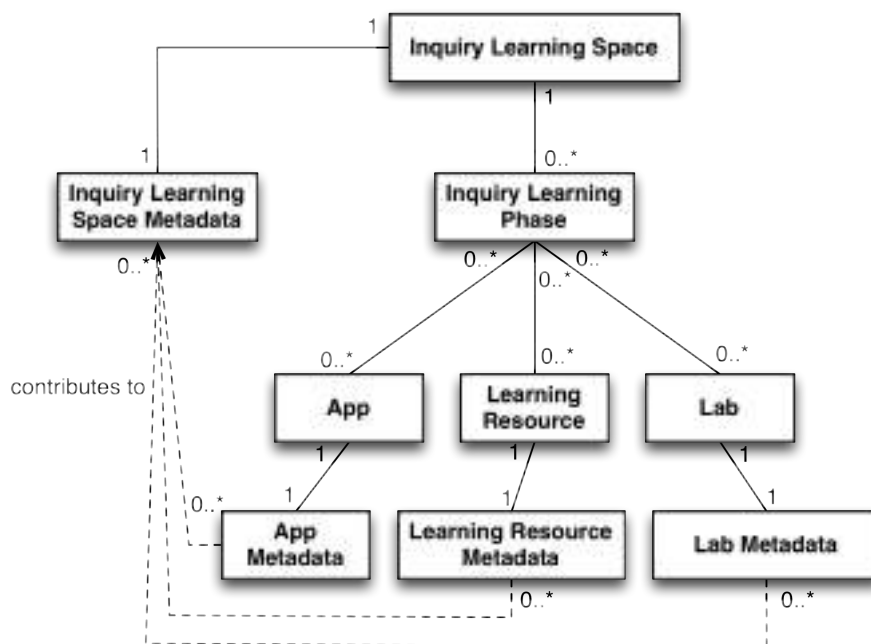 1
Inquiry Learning Space
1
1
0..*
Inquiry Learning
Space Metadata
Inquiry Learning
Phase
0..*
0..*
0..*
0..*
0..*
0..*
0..*
contributes to
App
Learning
Resource
Lab
1
1
1
0..*
1
1
1
App
Metadata
Learning Resource
Metadata
Lab Metadata
0..*
0..*